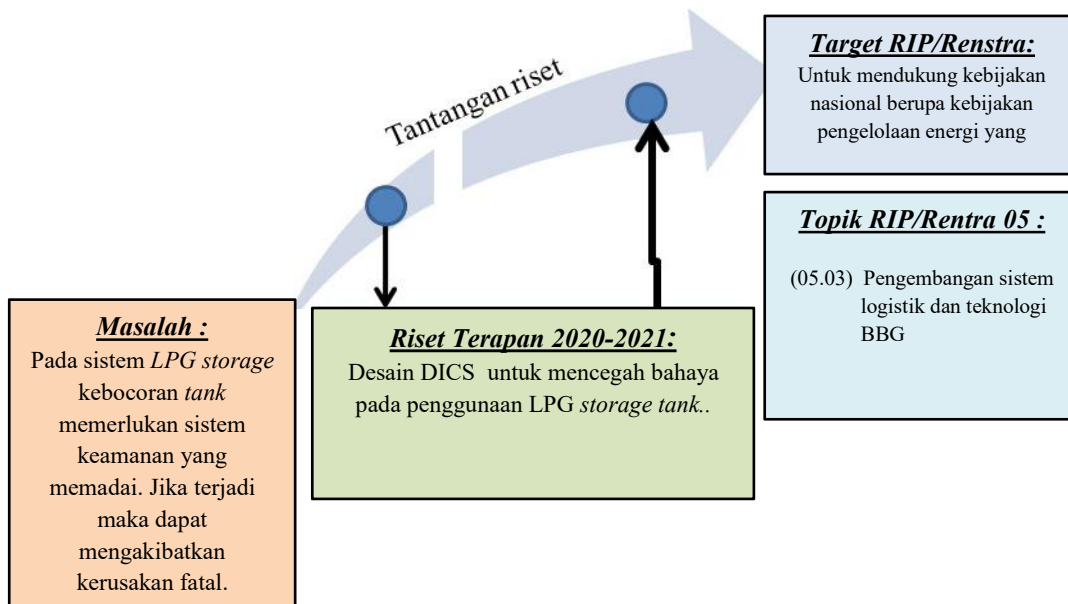 Tantangan riset
Target RIP/Renstra:
Untuk mendukung kebijakan
nasional berupa kebijakan
pengelolaan energi yang
Topik RIP/Rentra 05 :
(05.03) Pengembangan sistem
logistik dan teknologi
BBG
Masalah :
Pada sistem LPG storage
kebocoran tank
memerlukan sistem
keamanan yang
memadai. Jika terjadi
maka dapat
mengakibatkan
kerusakan fatal.
Riset Terapan 2020-2021:
Desain DICS untuk mencegah bahaya
pada penggunaan LPG storage tank..